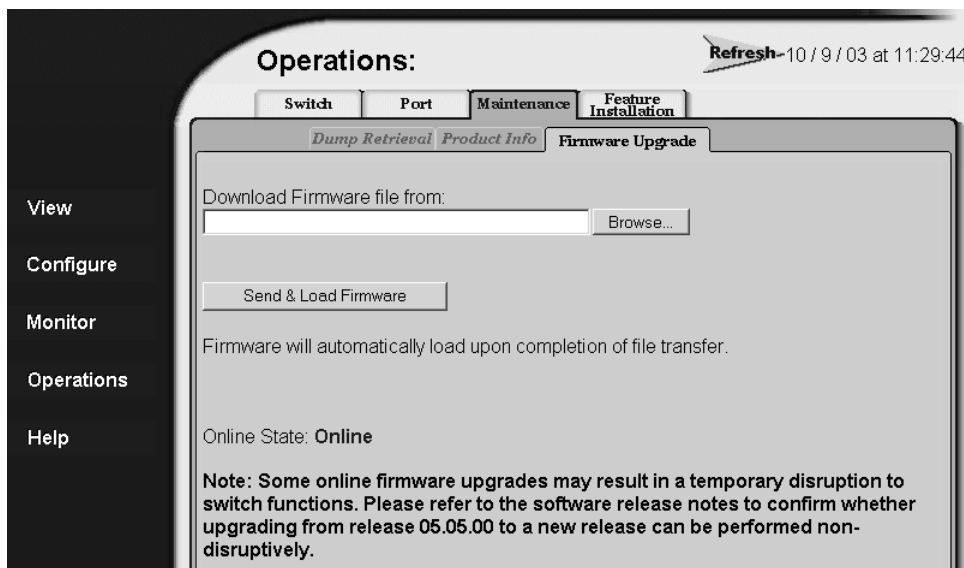 Operations:
Refresh 10 / 9 / 03 at 11:29:44
Switch Port Maintenance Feature Installation
Dump Retrieval Product Info Firmware Upgrade
View
Configure
Monitor
Operations
Help
Download Firmware file from:
Browse...
Send & Load Firmware
Firmware will automatically load upon completion of file transfer.
Online State: Online
Note: Some online firmware upgrades may result in a temporary disruption to
switch functions. Please refer to the software release notes to confirm whether
upgrading from release 05.05.00 to a new release can be performed non-
disruptively.